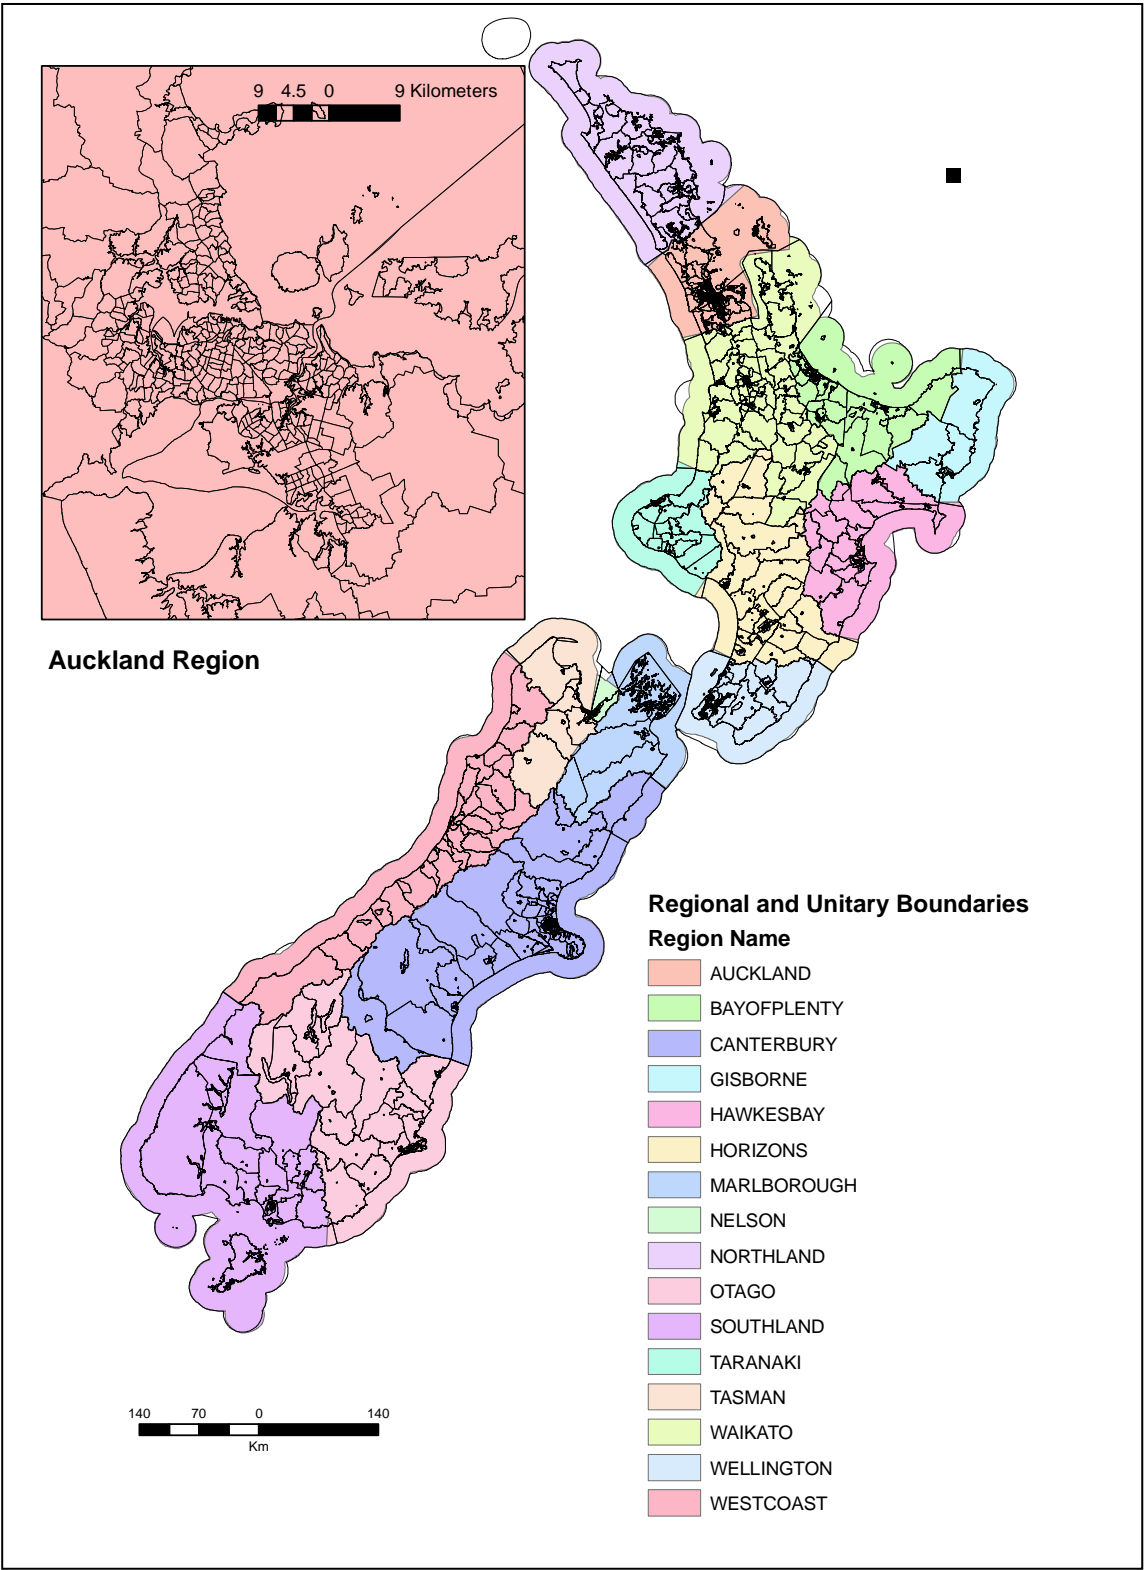 9 4.5 0 9 Kilometers
Auckland Region
Regional and Unitary Boundaries
Region Name
AUCKLAND
BAYOFPLENTY
CANTERBURY
GISBORNE
HAWKESBAY
HORIZONS
MARLBOROUGH
NELSON
NORTHLAND
OTAGO
SOUTHLAND
TARANAKI
TASMAN
WAIKATO
WELLINGTON
WESTCOAST
140 70 0 140
Km